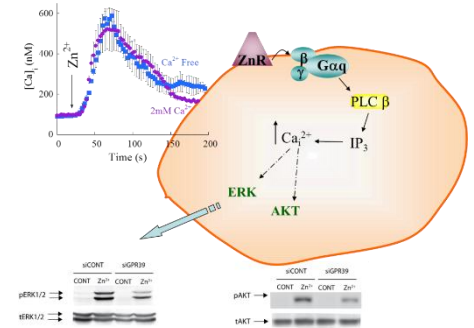 600
400
200
0
[Ca]i (nM)
Zn2+
Ca2+ Free
2mM Ca2+
0 50 100 150 200
Time (s)
ZnR
β
γ
Gαq
PLC β
IP3
Cai2+
ERK
AKT
siCONT siGPR39
CONT Zn2+ CONT Zn2+
pERK1/2
tERK1/2
siCONT siGPR39
CONT Zn2+ CONT Zn2+
pAKT
tAKT